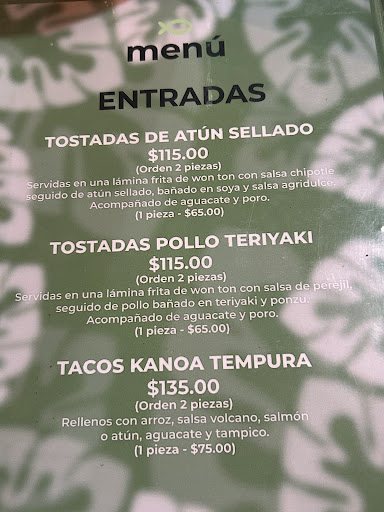 menú
ENTRADAS
TOSTADAS DE ATÚN SELLADO
$115.00
(Orden 2 piezas)
Servidas en una lámina frita de won ton con salsa chipotle
seguido de atún sellado, bañado en soya y salsa agridulce.
Acompañado de aguacate y poro.
(1 pieza - $65.00)
TOSTADAS POLLO TERIYAKI
$115.00
(Orden 2 piezas)
Servidas en una lámina frita de won ton con salsa de perejil,
seguido de pollo bañado en teriyaki y ponzu.
Acompañado de aguacate y poro.
(1 pieza - $65.00)
TACOS KANOA TEMPURA
$135.00
(Orden 2 piezas)
Rellenos con arroz, salsa volcano, salmón
o atún, aguacate y tampico.
(1 pieza - $75.00)